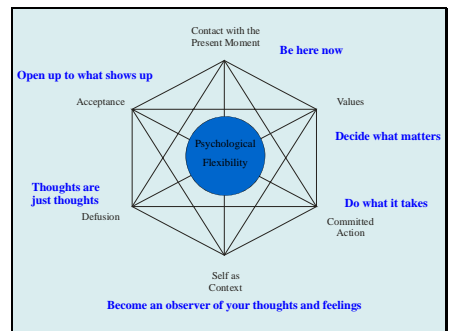 Contact with the
Present Moment
Be here now
Open up to what shows up
Acceptance
Values
Decide what matters
Psychological
Flexibility
Thoughts are
just thoughts
Defusion
Do what it takes
Committed
Action
Self as
Context
Become an observer of your thoughts and feelings